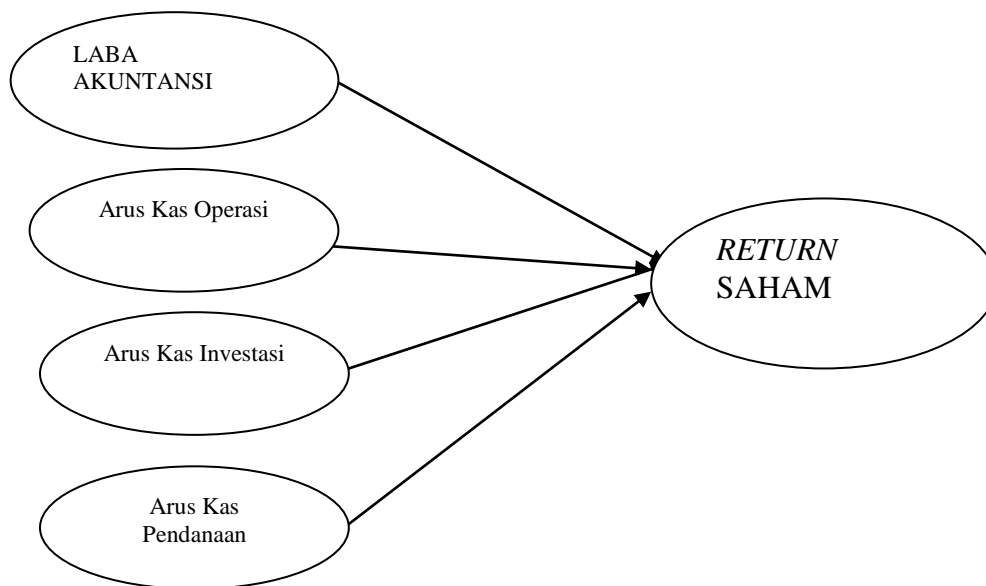 LABA
AKUNTANSI
Arus Kas Operasi
Arus Kas Investasi
Arus Kas
Pendanaan
RETURN
SAHAM